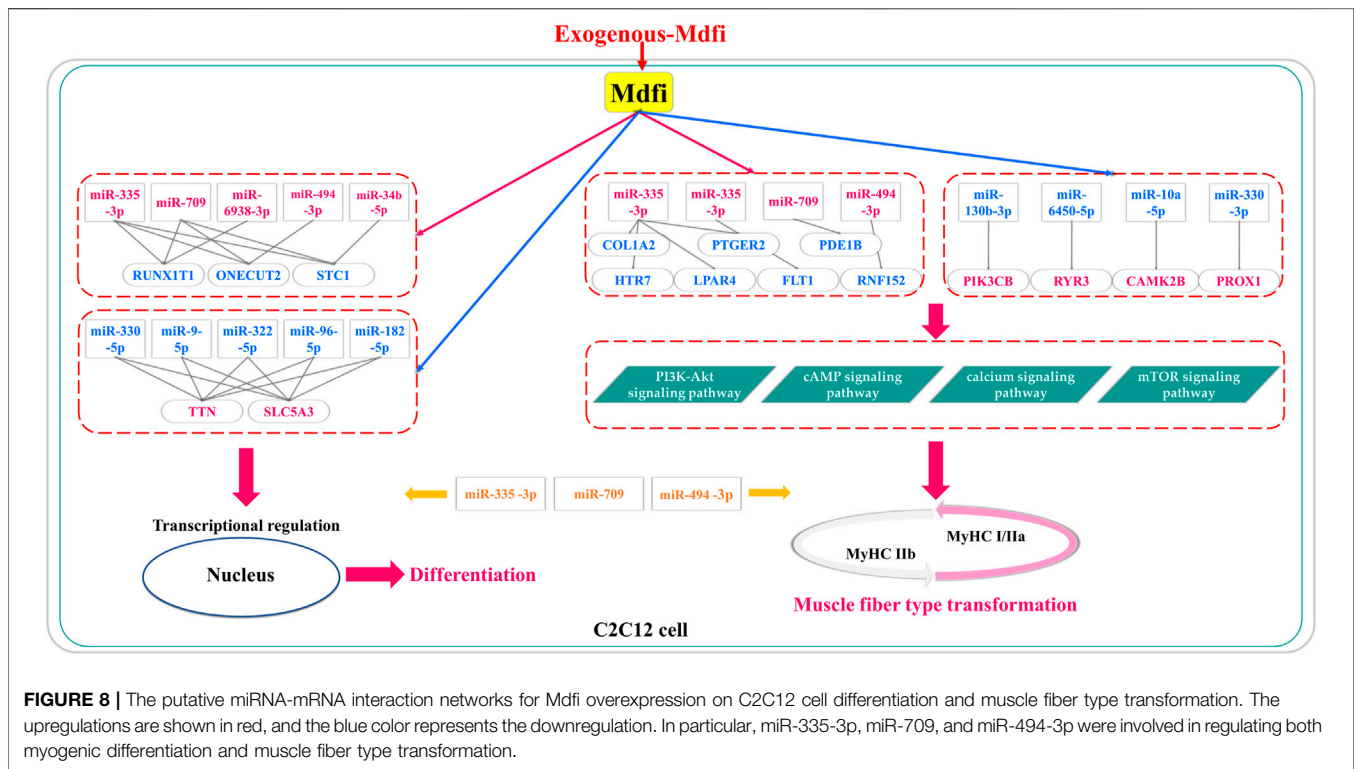 Exogenous-Mdfi
Mdfi
miR-335
-3p
miR-709
miR-
6938-3p
miR-494
-3p
miR-34b
-5p
RUNX1T1
ONECUT2
STC1
miR-330
-5p
miR-9-
5p
miR-322
-5p
miR-96-
5p
miR-182
-5p
TTN
SLC5A3
miR-335
-3p
miR-335
-3p
miR-709
miR-494
-3p
COL1A2
PTGER2
PDE1B
HTR7
LPAR4
FLT1
RNF152
miR-
130b-3p
miR-
6450-5p
miR-10a
-5p
miR-330
-3p
PIK3CB
RYR3
CAMK2B
PROX1
PI3K-Akt
signaling pathway
cAMP signaling
pathway
calcium signaling
pathway
mTOR signaling
pathway
miR-335 -3p
miR-709
miR-494 -3p
Transcriptional regulation
Nucleus
Differentiation
MyHC IIb
MyHC I/IIa
Muscle fiber type transformation
C2C12 cell
FIGURE 8 | The putative miRNA-mRNA interaction networks for Mdfi overexpression on C2C12 cell differentiation and muscle fiber type transformation. The
upregulations are shown in red, and the blue color represents the downregulation. In particular, miR-335-3p, miR-709, and miR-494-3p were involved in regulating both
myogenic differentiation and muscle fiber type transformation.